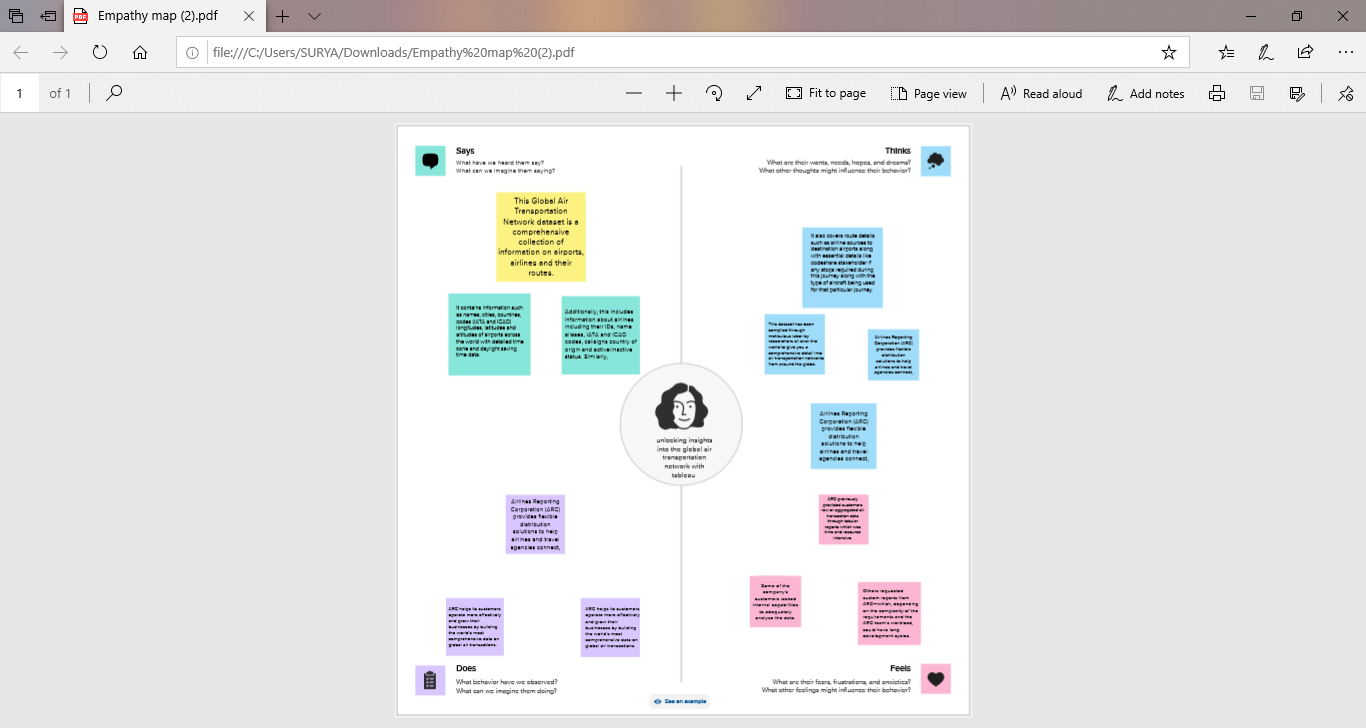 Empathy map (2).pdf
file:///C:/Users/SURYA/Downloads/Empathy%20map%20(2).pdf
1 of 1
Fit to page
Page view
Read aloud
Add notes
Says
What have we heard them say?
What can we imagine them saying?
Thinks
What are their wants, needs, hopes, and dreams?
What other thoughts might influence their behavior?
This Global Air
Transportation
Network dataset is a
comprehensive
collection of
information on airports,
airlines and their
routes.
It contains information such
as names, cities, countries,
codes (IATA and ICAO)
longitudes, latitudes and
altitudes of airports across
the world with detailed time
zone and daylight saving
time data.
Additionally, this includes
information about airlines
including their IDs, name
aliases, IATA and ICAO
codes, callsigns country of
origin and active/inactive
status. Similarly,
It also covers route details
such as airline sources to
destination airports along
with essential details like
codeshare stakeholder if
any stops required during
this journey along with the
type of aircraft being used
for that particular journey.
This dataset has been
compiled through
meticulous labor by
researchers all over the
world to give you a
comprehensive detail into
air transportation networks
from around the globe.
Airlines Reporting
Corporation (ARC)
provides flexible
distribution
solutions to help
airlines and travel
agencies connect,
Airlines Reporting
Corporation (ARC)
provides flexible
distribution
solutions to help
airlines and travel
agencies connect,
unlocking insights
into the global air
transportation
network with
tableau
Airlines Reporting
Corporation (ARC)
provides flexible
distribution
solutions to help
airlines and travel
agencies connect,
ARC helps its customers
operate more effectively
and grow their
businesses by building
the world's most
comprehensive data on
global air transactions.
ARC helps its customers
operate more effectively
and grow their
businesses by building
the world's most
comprehensive data on
global air transactions.
ARC previously
provided customers
raw or aggregated air
transaction data
through tabular
reports which was
time and resource
intensive.
Some of the
company's
customers lacked
internal capabilities
to adequately
analyze the data.
Others requested
custom reports from
ARC—which, depending
on the complexity of the
requirements and the
ARC team's workload,
could have long
development cycles.
Does
What behavior have we observed?
What can we imagine them doing?
Feels
What are their fears, frustrations, and anxieties?
What other feelings might influence their behavior?
See an example